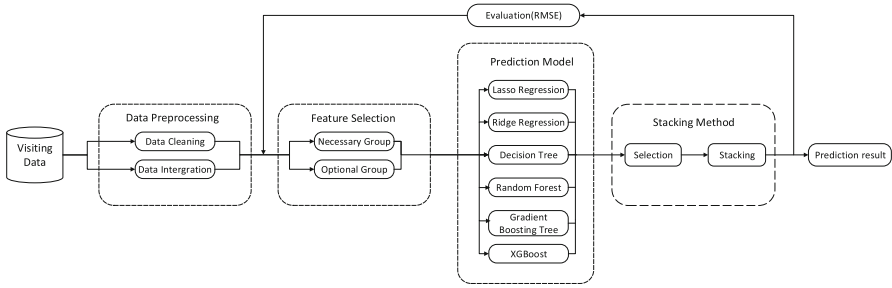 Evaluation(RMSE)
Prediction Model
Lasso Regression
Ridge Regression
Decision Tree
Random Forest
Gradient
Boosting Tree
XGBoost
Data Preprocessing
Data Cleaning
Data Intergration
Feature Selection
Necessary Group
Optional Group
Stacking Method
Selection
Stacking
Visiting
Data
Prediction result